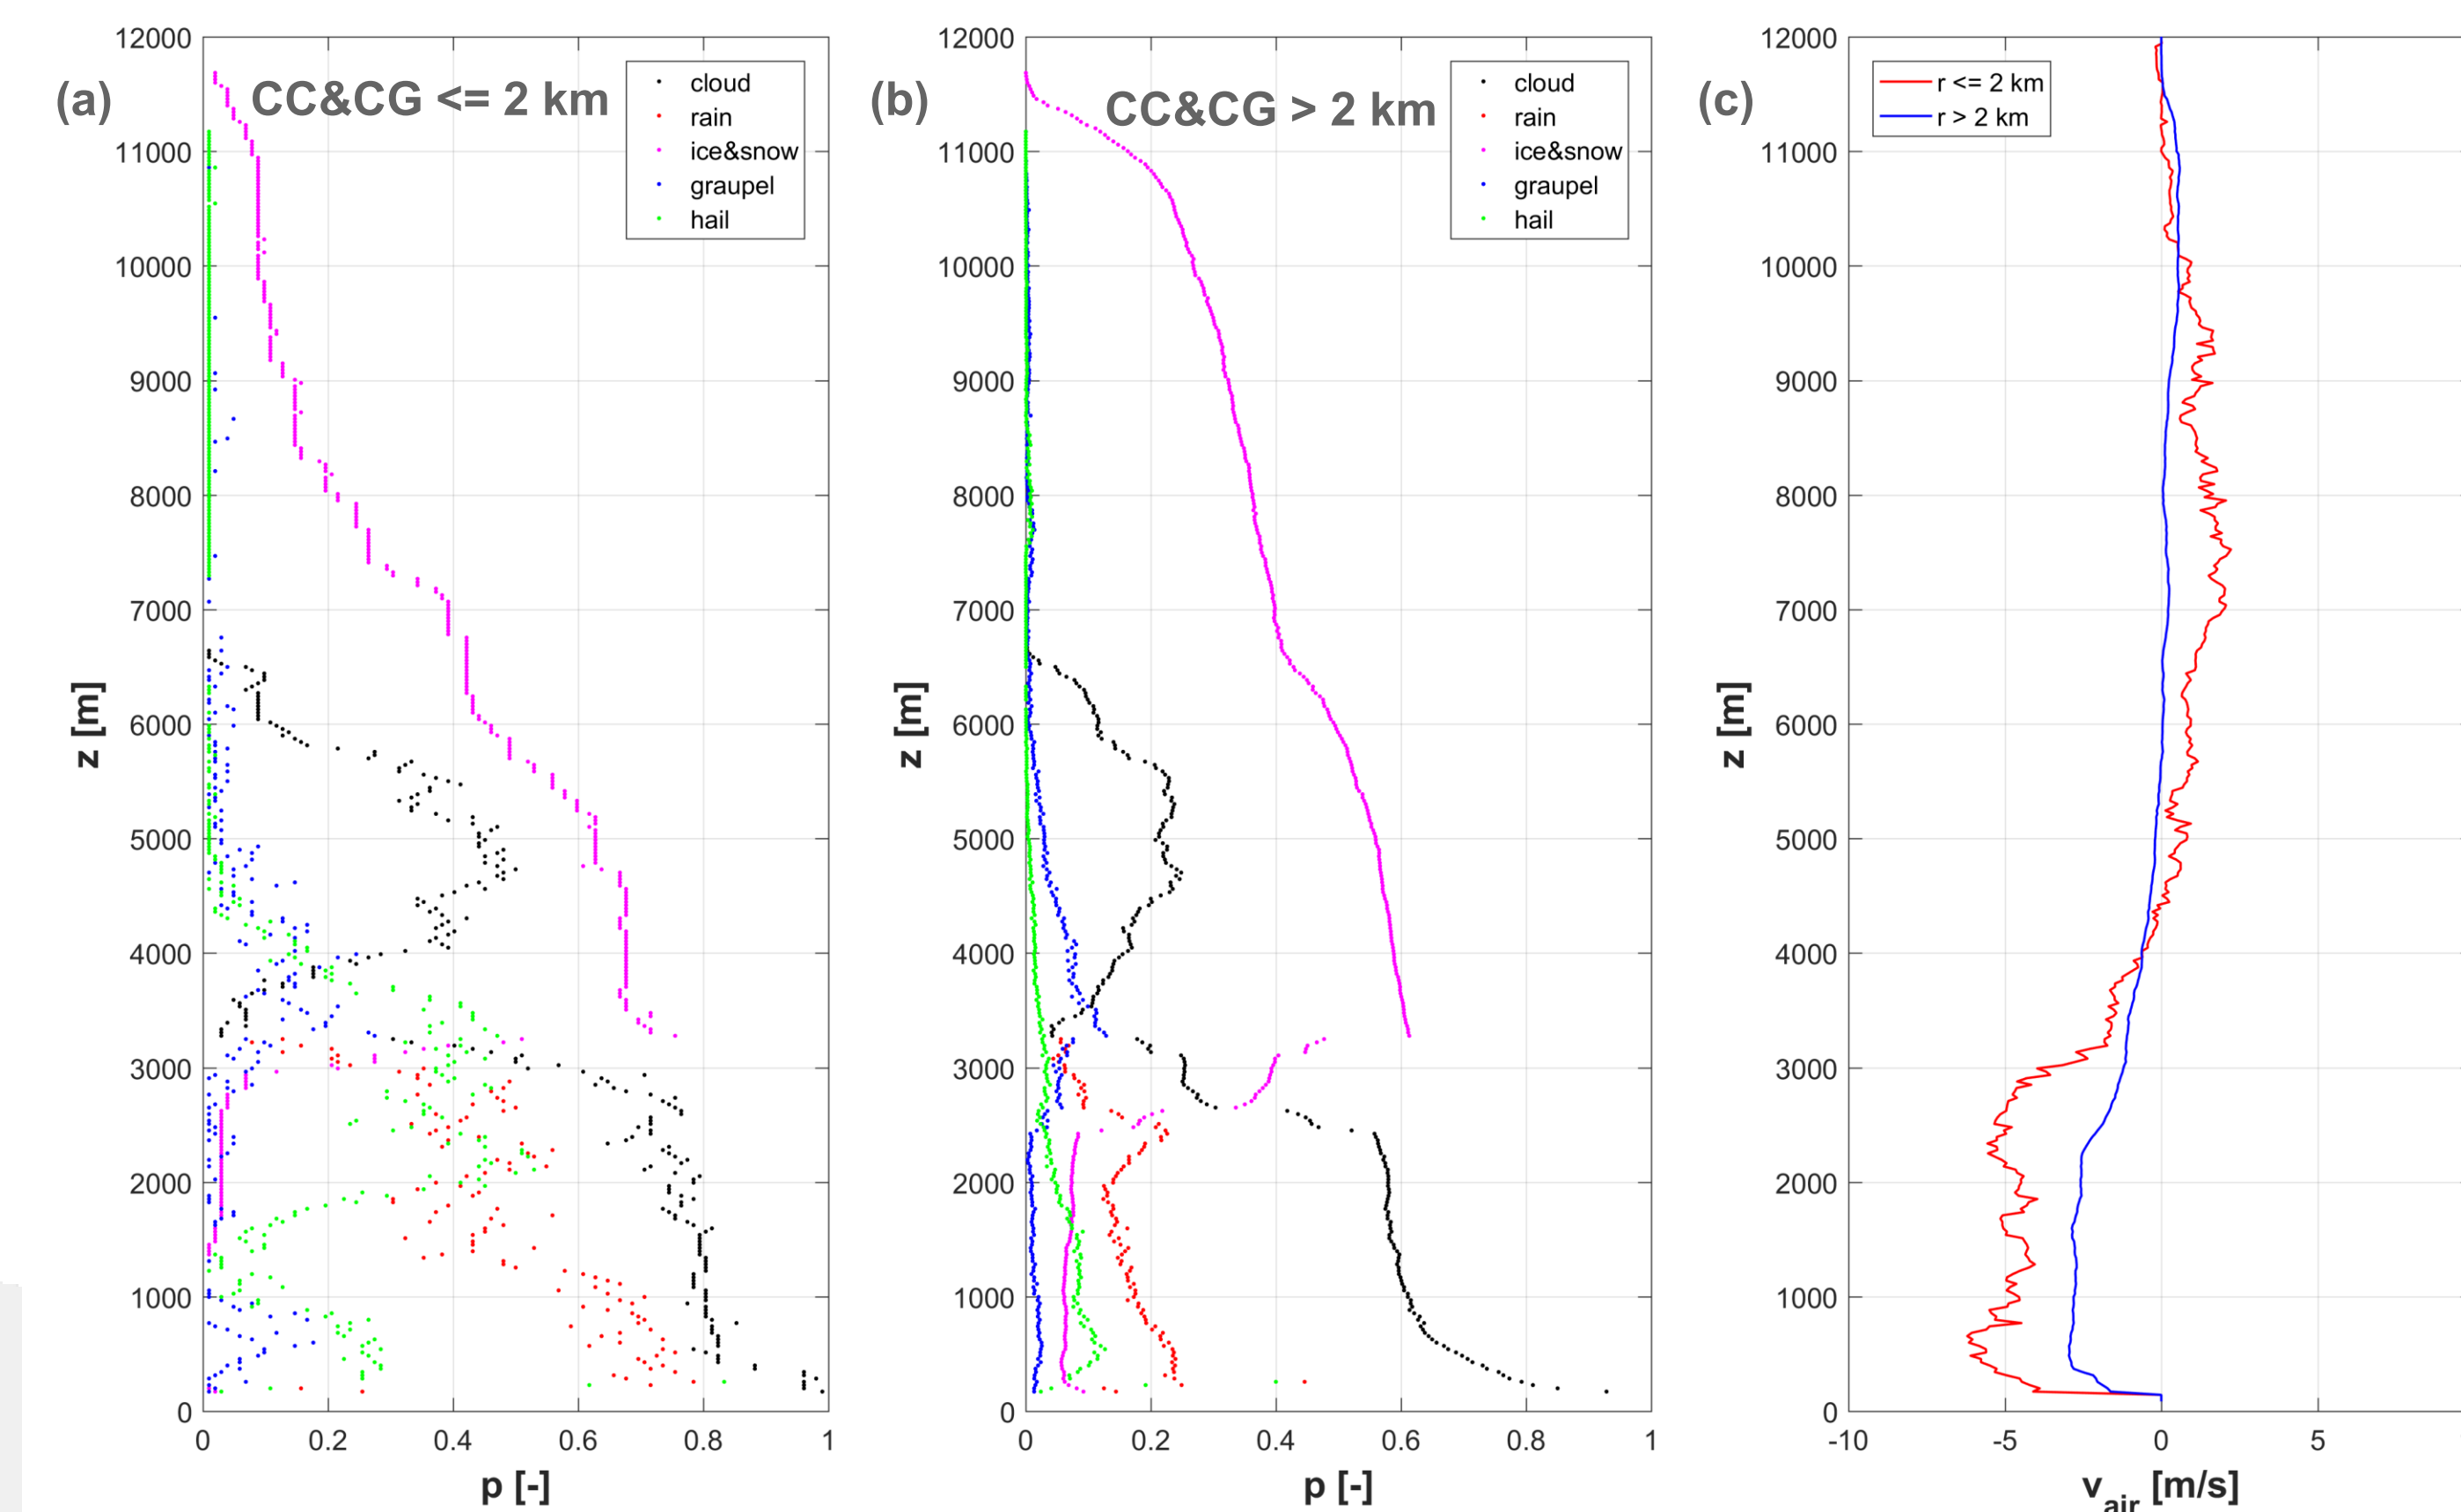 (a)
CC&CG <= 2 km
cloud
rain
ice&snow
graupel
hail
12000
11000
10000
9000
8000
7000
6000
5000
4000
3000
2000
1000
0
z [m]
0 0.2 0.4 0.6 0.8 1
p [-]
(b)
CC&CG > 2 km
cloud
rain
ice&snow
graupel
hail
12000
11000
10000
9000
8000
7000
6000
5000
4000
3000
2000
1000
0
z [m]
0 0.2 0.4 0.6 0.8 1
p [-]
(c)
r <= 2 km
r > 2 km
12000
11000
10000
9000
8000
7000
6000
5000
4000
3000
2000
1000
0
z [m]
-10 -5 0 5
v_air [m/s]